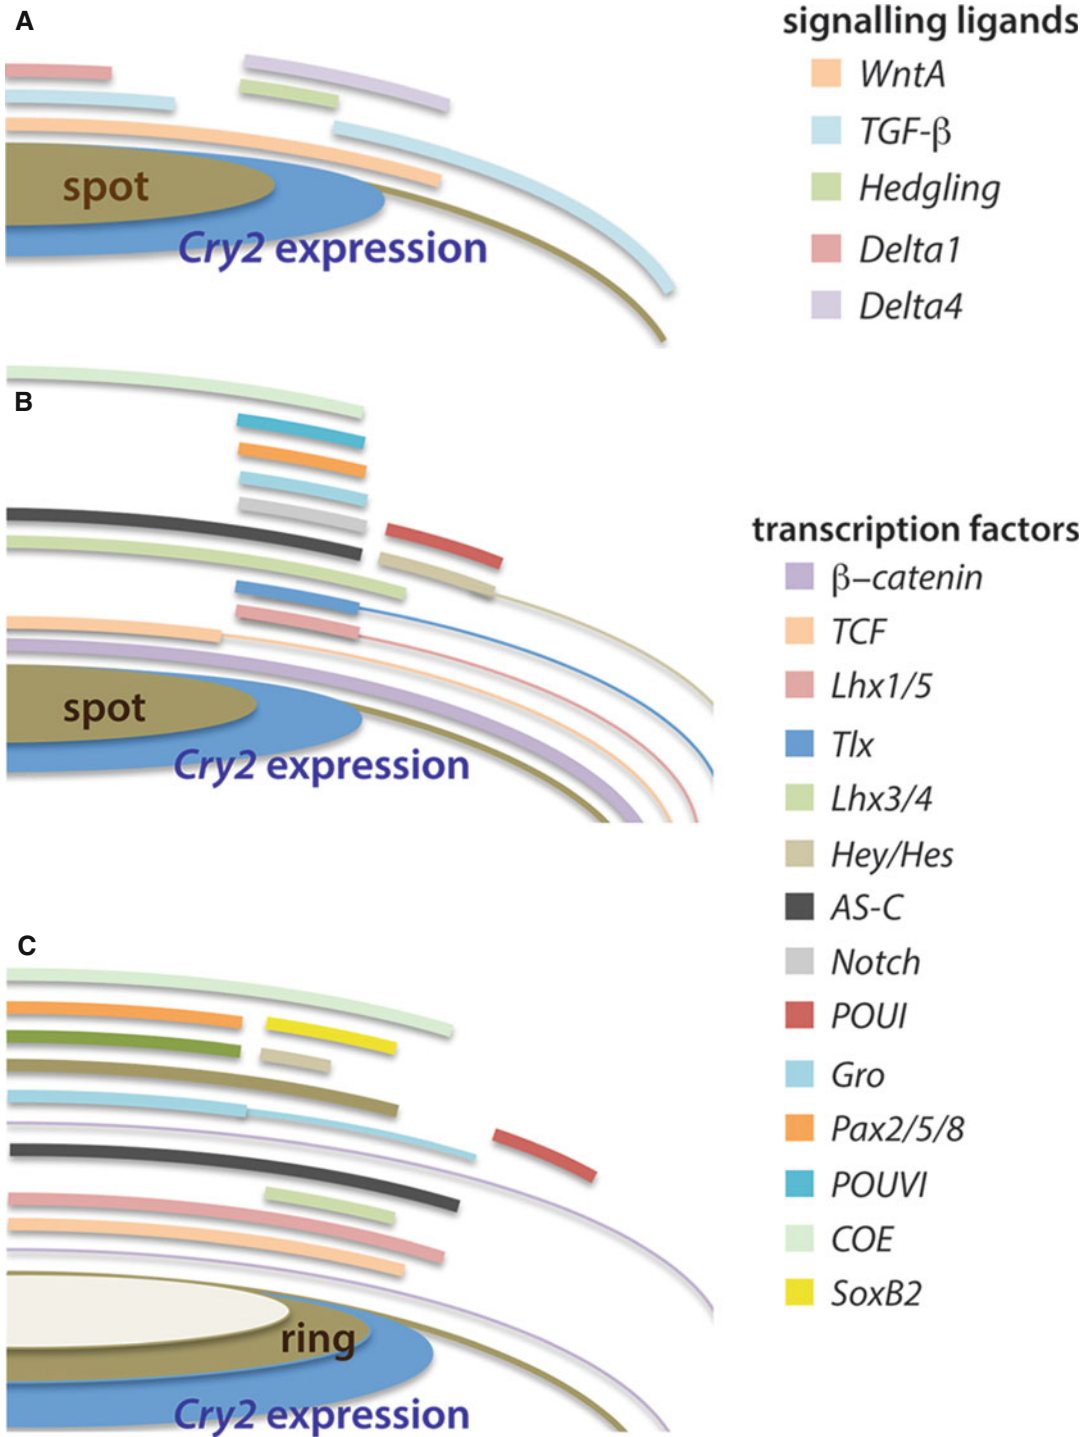 A
signalling ligands
WntA
TGF-β
Hedgling
Delta1
Delta4
spot
Cry2 expression
B
transcription factors
β–catenin
TCF
Lhx1/5
Tlx
Lhx3/4
Hey/Hes
AS-C
Notch
POUI
Gro
Pax2/5/8
POUVI
COE
SoxB2
spot
Cry2 expression
C
ring
Cry2 expression